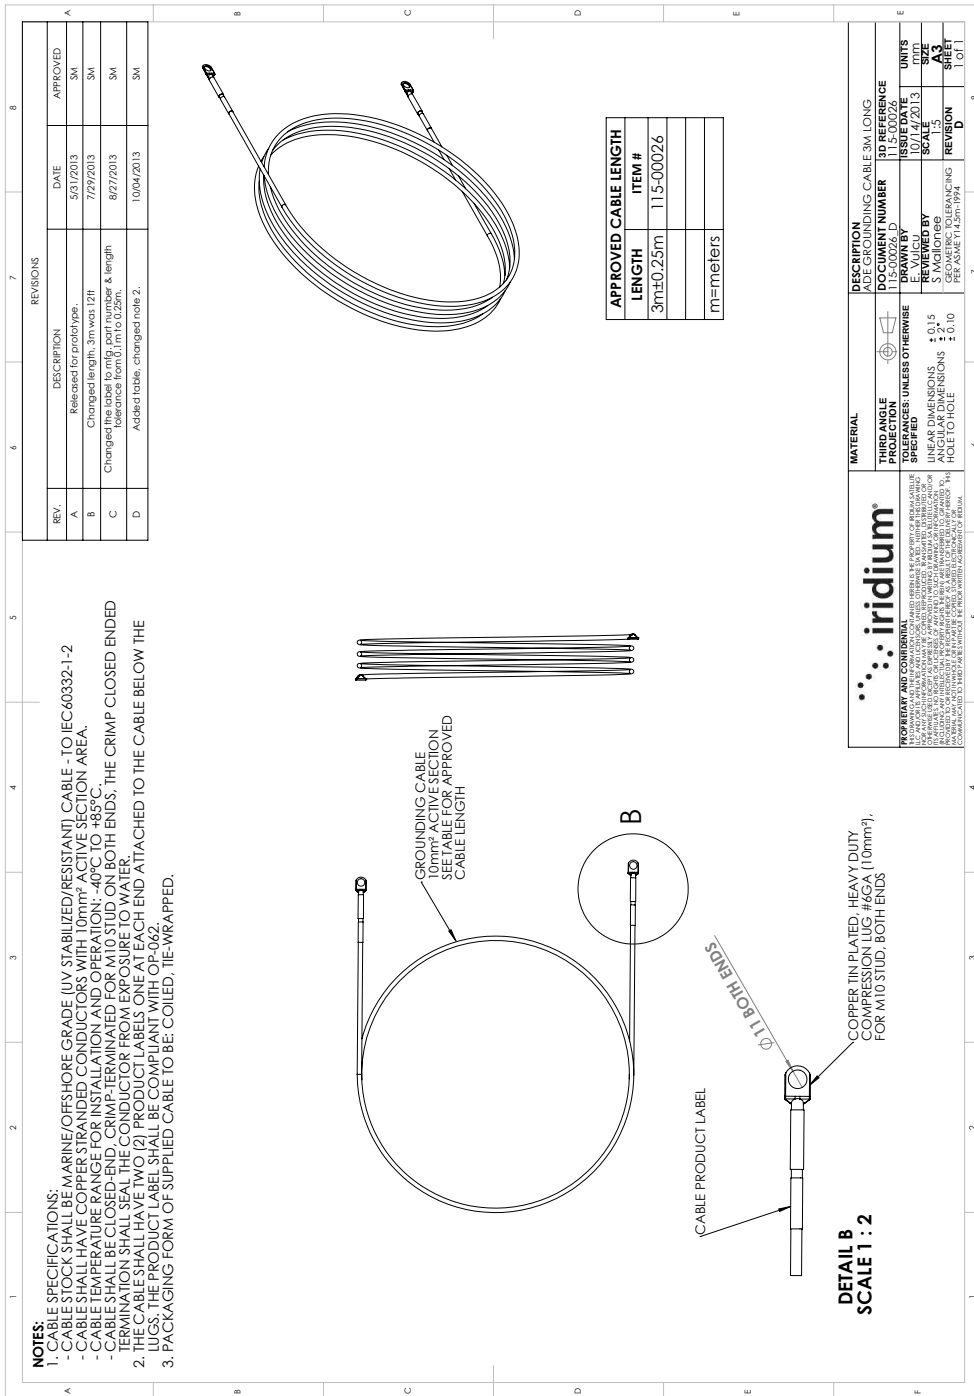 NOTES:
1. CABLE SPECIFICATIONS:
- CABLE STOCK SHALL BE MARINE/OFFSHORE GRADE (UV STABILIZED/RESISTANT) CABLE - TO IEC60332-1-2
- CABLE SHALL HAVE COPPER STRANDED CONDUCTORS WITH 10mm² ACTIVE SECTION AREA.
- CABLE TEMPERATURE RANGE FOR INSTALLATION AND OPERATION: -40°C TO +85°C.
- CABLE SHALL BE CLOSED-END, CRIMP-TERMINATED FOR M10 STUD ON BOTH ENDS, THE CRIMP CLOSED ENDED
TERMINATION SHALL SEAL THE CONDUCTOR FROM EXPOSURE TO WATER.
2. THE CABLE SHALL HAVE TWO (2) PRODUCT LABELS ONE AT EACH END ATTACHED TO THE CABLE BELOW THE
LUGS. THE PRODUCT LABEL SHALL BE COMPLIANT WITH OP-062.
3. PACKAGING FORM OF SUPPLIED CABLE TO BE: COILED, TIE-WRAPPED.
REVISIONS
REV. DESCRIPTION DATE APPROVED
A Released for prototype. 5/31/2013 SM
B Changed length, 3m was 12ft 7/29/2013 SM
C Changed the label to mfg. part number & length
tolerance from 0.1m to 0.25m. 8/27/2013 SM
D Added table, changed note 2. 10/04/2013 SM
GROUNDING CABLE
10mm² ACTIVE SECTION
SEE TABLE FOR APPROVED
CABLE LENGTH
B
APPROVED CABLE LENGTH
LENGTH ITEM #
3m±0.25m 115-00026
m=meters
CABLE PRODUCT LABEL
Ø11 BOTH ENDS
COPPER TIN PLATED, HEAVY DUTY
COMPRESSION LUG #6GA (10mm²),
FOR M10 STUD, BOTH ENDS
DETAIL B
SCALE 1 : 2
iridium®
PROPRIETARY AND CONFIDENTIAL
MATERIAL
THIRD ANGLE
PROJECTION
TOLERANCES: UNLESS OTHERWISE
SPECIFIED
LINEAR DIMENSIONS ± 0.15
ANGULAR DIMENSIONS ± 2°
HOLE TO HOLE ± 0.10
DESCRIPTION
ADE GROUNDING CABLE 3M LONG
DOCUMENT NUMBER
115-00026_D
3D REFERENCE
115-00026
DRAWN BY
E. Vulcu
ISSUE DATE
10/14/2013
UNITS
mm
REVIEWED BY
S Mallonee
SCALE
1:5
SIZE
A3
GEOMETRIC TOLERANCING
PER ASME Y14.5m-1994
REVISION
D
SHEET
1 of 1